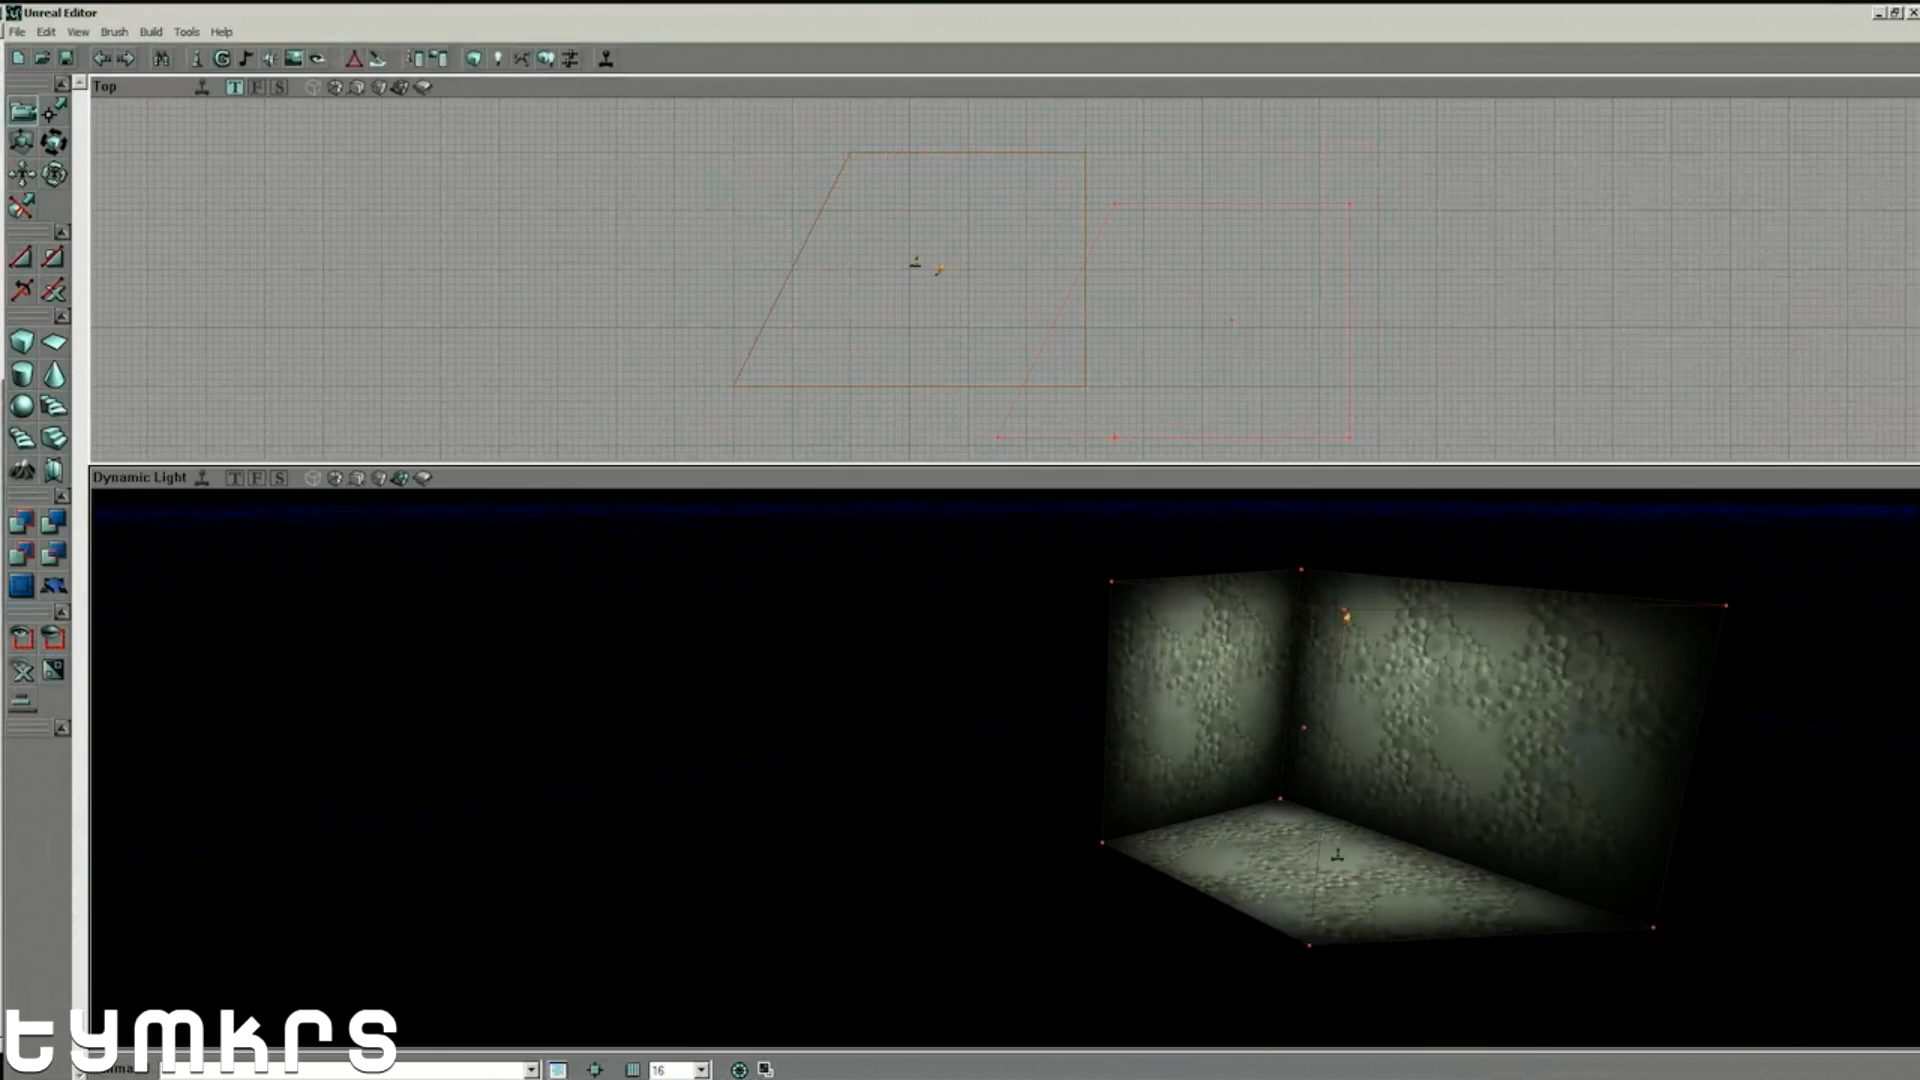 Unreal Editor
File Edit View Brush Build Tools Help
Top T F S
Dynamic Light T F S
tymkrs
16